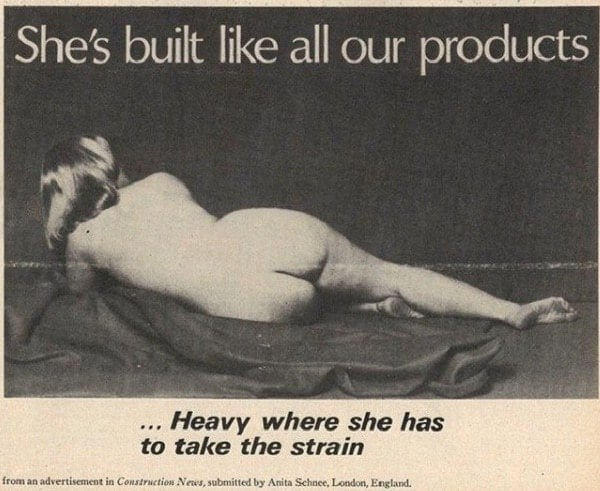 She's built like all our products
... Heavy where she has
to take the strain
from an advertisement in Construction News, submitted by Anita Schnee, London, England.